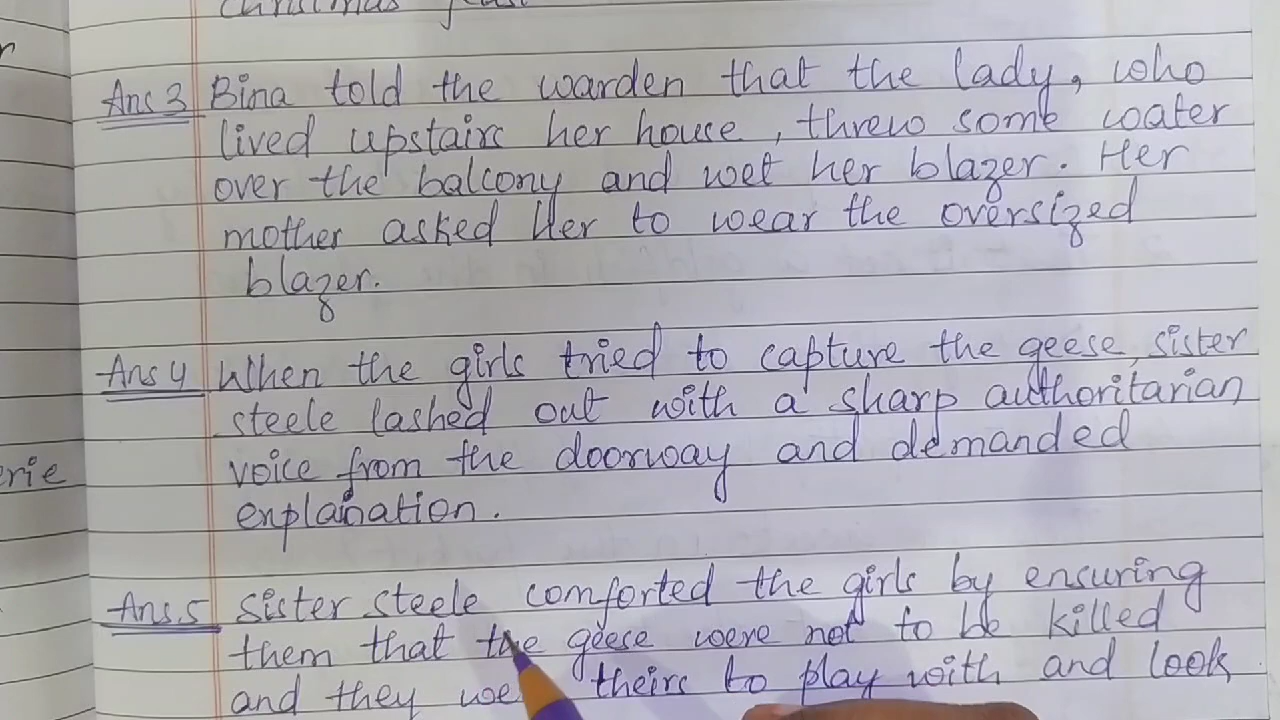 Christmas
Ans 3 Bina told the warden that the lady, who
lived upstairs her house, threw some water
over the balcony and wet her blazer. Her
mother asked Her to wear the oversized
blazer.
Ans 4 When the girls tried to capture the geese, sister
steele lashed out with a sharp authoritarian
voice from the doorway and demanded
erie
explanation.
Ans.5 Sister steele comforted the girls by ensuring
them that the geese were not to be killed
and they theirs to play with and look